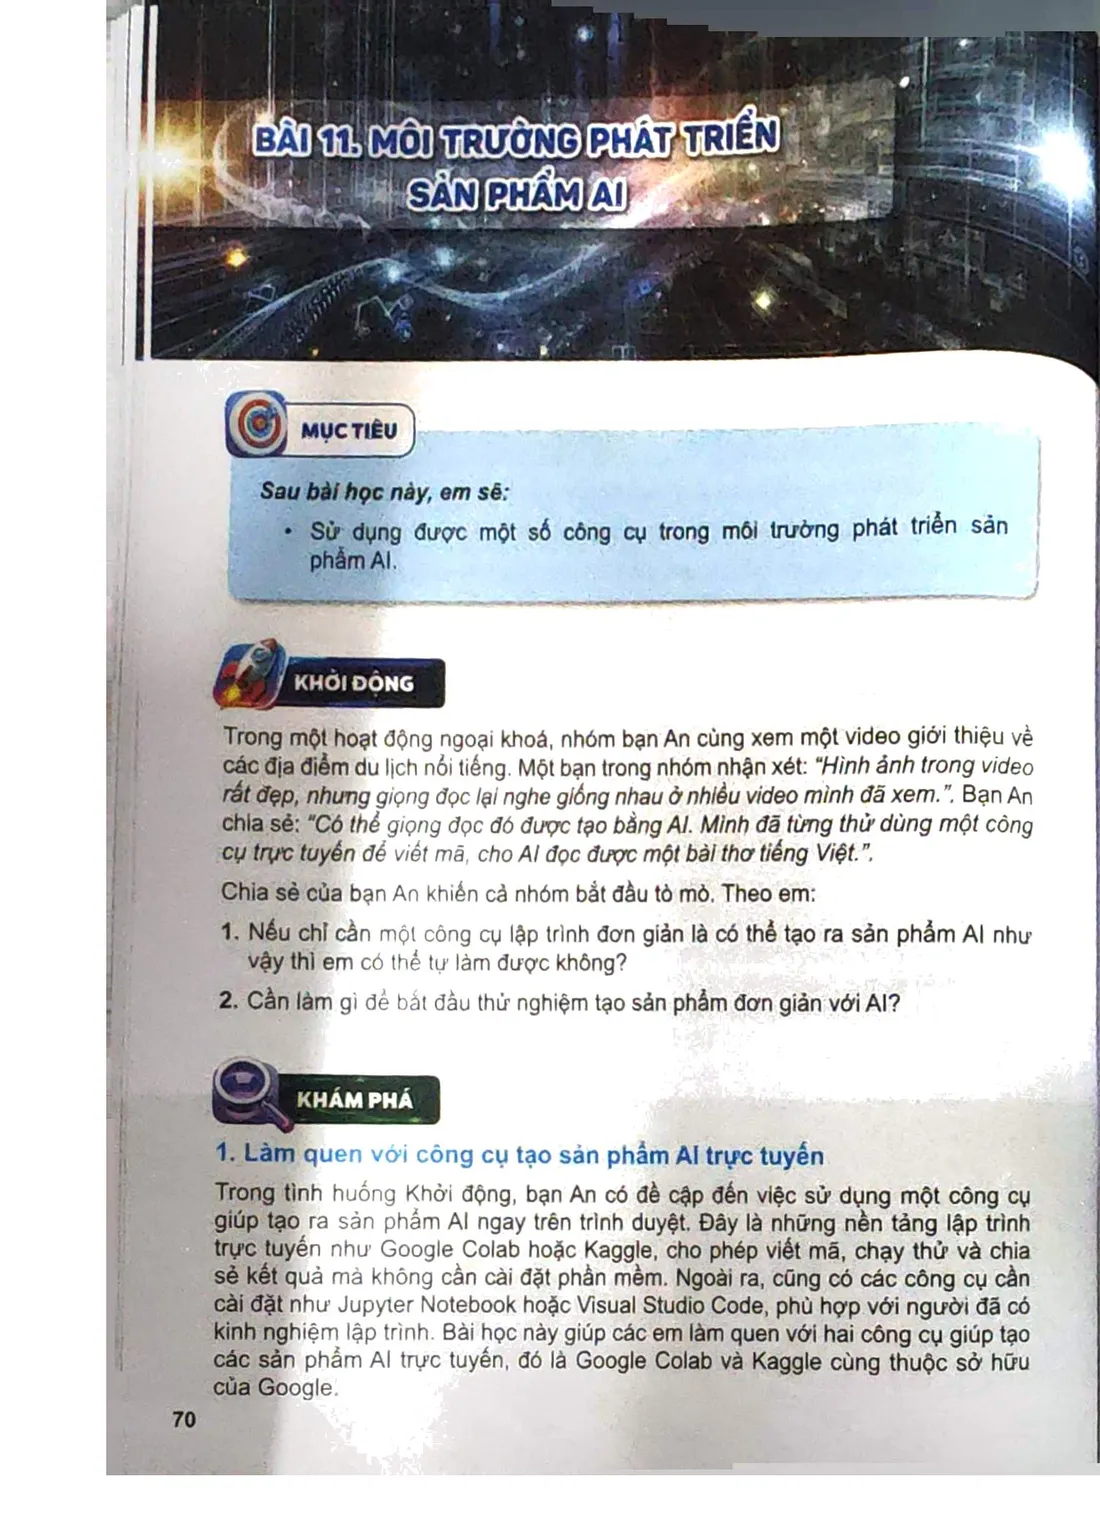 BÀI 11. MÔI TRƯỜNG PHÁT TRIỂN
SẢN PHẨM AI
MỤC TIÊU
Sau bài học này, em sẽ:
• Sử dụng được một số công cụ trong môi trường phát triển sản
phẩm AI.
KHỞI ĐỘNG
Trong một hoạt động ngoại khoá, nhóm bạn An cùng xem một video giới thiệu về
các địa điểm du lịch nổi tiếng. Một bạn trong nhóm nhận xét: “Hình ảnh trong video
rất đẹp, nhưng giọng đọc lại nghe giống nhau ở nhiều video mình đã xem.”. Bạn An
chia sẻ: “Có thể giọng đọc đó được tạo bằng AI. Mình đã từng thử dùng một công
cụ trực tuyến để viết mã, cho AI đọc được một bài thơ tiếng Việt.”.
Chia sẻ của bạn An khiến cả nhóm bắt đầu tò mò. Theo em:
1. Nếu chỉ cần một công cụ lập trình đơn giản là có thể tạo ra sản phẩm AI như
vậy thì em có thể tự làm được không?
2. Cần làm gì để bắt đầu thử nghiệm tạo sản phẩm đơn giản với AI?
KHÁM PHÁ
1. Làm quen với công cụ tạo sản phẩm AI trực tuyến
Trong tình huống Khởi động, bạn An có đề cập đến việc sử dụng một công cụ
giúp tạo ra sản phẩm AI ngay trên trình duyệt. Đây là những nền tảng lập trình
trực tuyến như Google Colab hoặc Kaggle, cho phép viết mã, chạy thử và chia
sẻ kết quả mà không cần cài đặt phần mềm. Ngoài ra, cũng có các công cụ cần
cài đặt như Jupyter Notebook hoặc Visual Studio Code, phù hợp với người đã có
kinh nghiệm lập trình. Bài học này giúp các em làm quen với hai công cụ giúp tạo
các sản phẩm AI trực tuyến, đó là Google Colab và Kaggle cùng thuộc sở hữu
của Google.
70